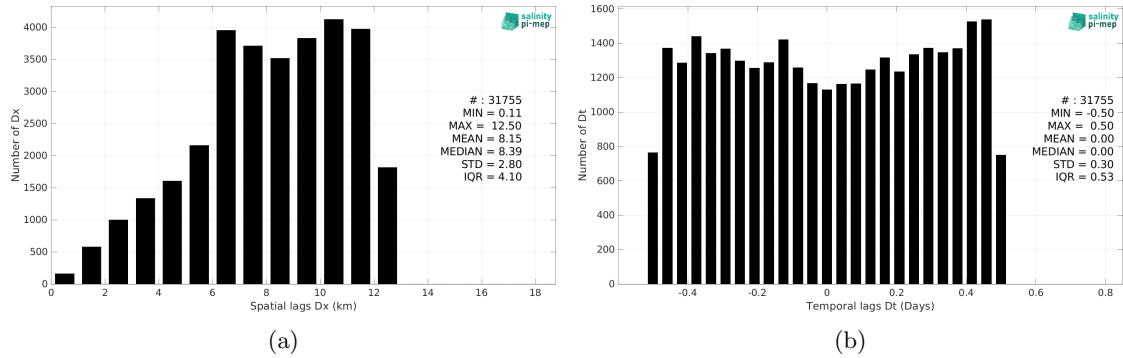 4000
3500
3000
2500
2000
1500
1000
500
0
Number of Dx
0 2 4 6 8 10 12 14 16 18
Spatial lags Dx (km)
salinity
pi-mep
# : 31755
MIN = 0.11
MAX = 12.50
MEAN = 8.15
MEDIAN = 8.39
STD = 2.80
IQR = 4.10
(a)
1600
1400
1200
1000
800
600
400
200
0
Number of Dt
-0.4 -0.2 0 0.2 0.4 0.6 0.8
Temporal lags Dt (Days)
salinity
pi-mep
# : 31755
MIN = -0.50
MAX = 0.50
MEAN = 0.00
MEDIAN = 0.00
STD = 0.30
IQR = 0.53
(b)